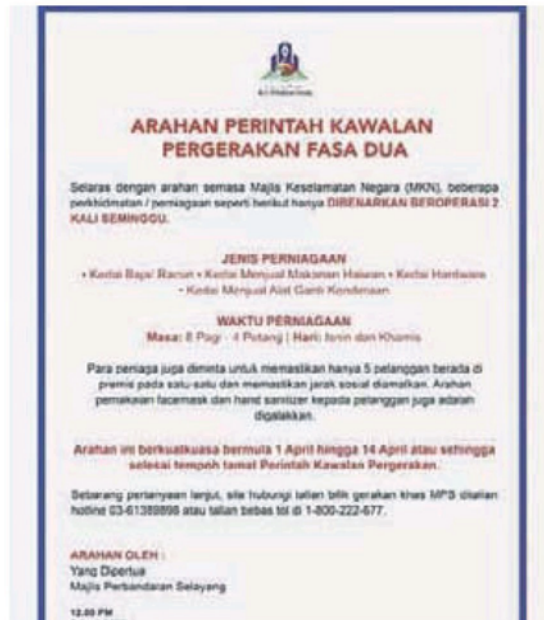 ARAHAN PERINTAH KAWALAN
PERGERAKAN FASA DUA
Selaras dengan arahan semasa Majlis Keselamatan Negara (MKN), beberapa
perkhidmatan / perniagaan seperti berikut hanya DIBENARKAN BEROPERASI 2
KALI SEMINGGU.
JENIS PERNIAGAAN
• Kedai Baja/ Racun • Kedai Menjual Makanan Haiwan • Kedai Hardware
• Kedai Menjual Alat Ganti Kenderaan
WAKTU PERNIAGAAN
Masa: 8 Pagi - 4 Petang | Hari: Isnin dan Khamis
Para peniaga juga diminta untuk memastikan hanya 5 pelanggan berada di
premis pada satu-satu dan memastikan jarak sosial diamalkan. Arahan
pemakaian facemask dan hand sanitizer kepada pelanggan juga adalah
digalakkan.
Arahan ini berkuatkuasa bermula 1 April hingga 14 April atau sehingga
selesai tempoh tamat Perintah Kawalan Pergerakan.
Sebarang pertanyaan lanjut, sila hubungi talian bilik gerakan khas MPS ditalian
hotline 03-61389898 atau talian bebas tol di 1-800-222-677.
ARAHAN OLEH :
Yang Dipertua
Majlis Perbandaran Selayang
12.00 PM